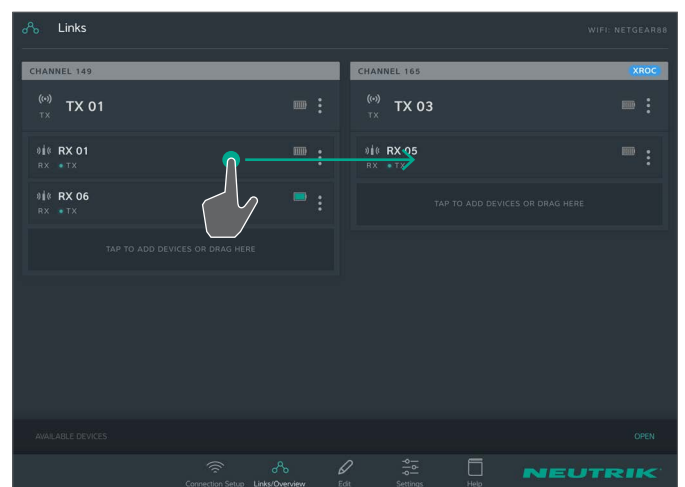 Links
WIFI: NETGEAR88
CHANNEL 149
TX 01
TX
RX 01
RX TX
RX 06
RX TX
TAP TO ADD DEVICES OR DRAG HERE
CHANNEL 165 XROC
TX 03
TX
RX 05
RX TX
TAP TO ADD DEVICES OR DRAG HERE
AVAILABLE DEVICES
OPEN
Connection Setup Links/Overview Edit Settings Help
NEUTRIK